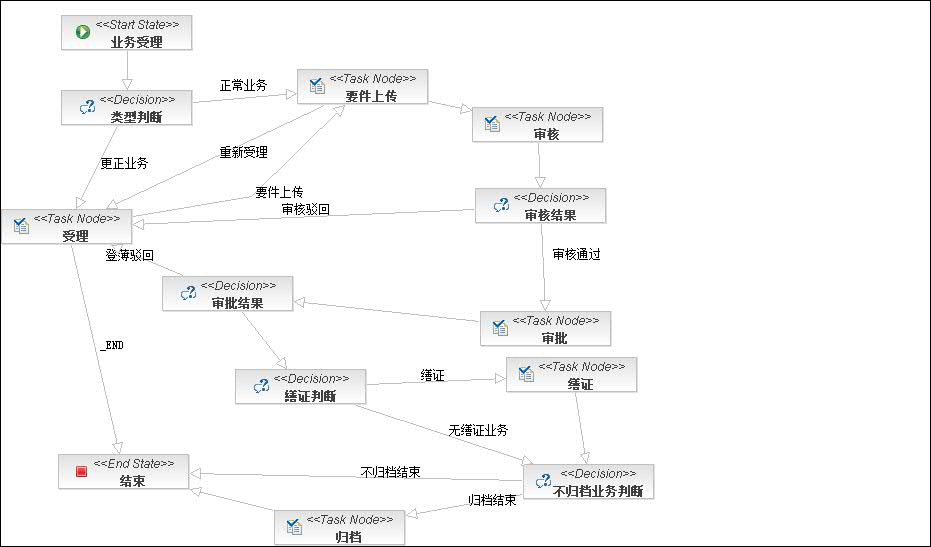 <<Start State>>
业务受理
<<Decision>>
类型判断
正常业务
<<Task Node>>
要件上传
<<Task Node>>
审核
更正业务
重新受理
要件上传
审核驳回
<<Decision>>
审核结果
<<Task Node>>
受理
登薄驳回
审核通过
<<Decision>>
审批结果
<<Task Node>>
审批
_END
<<Decision>>
缮证判断
缮证
<<Task Node>>
缮证
无缮证业务
<<End State>>
结束
不归档结束
<<Decision>>
不归档业务判断
归档结束
<<Task Node>>
归档